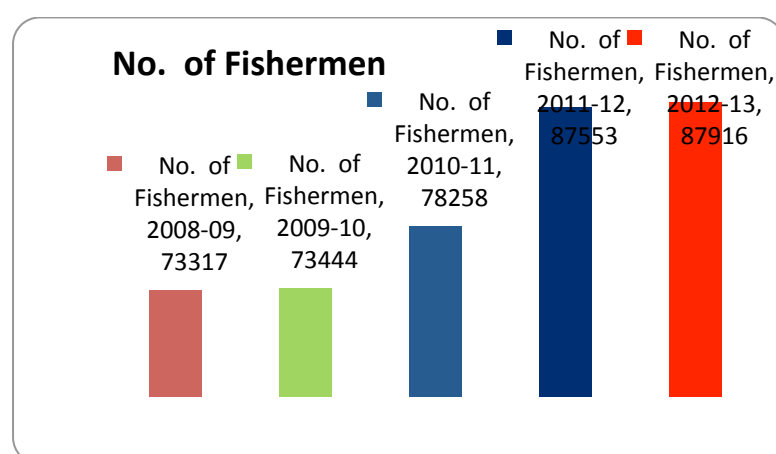 No. of Fishermen
No. of
Fishermen,
2008-09,
73317
No. of
Fishermen,
2009-10,
73444
No. of
Fishermen,
2010-11,
78258
No. of
Fishermen,
2011-12,
87553
No. of
Fishermen,
2012-13,
87916